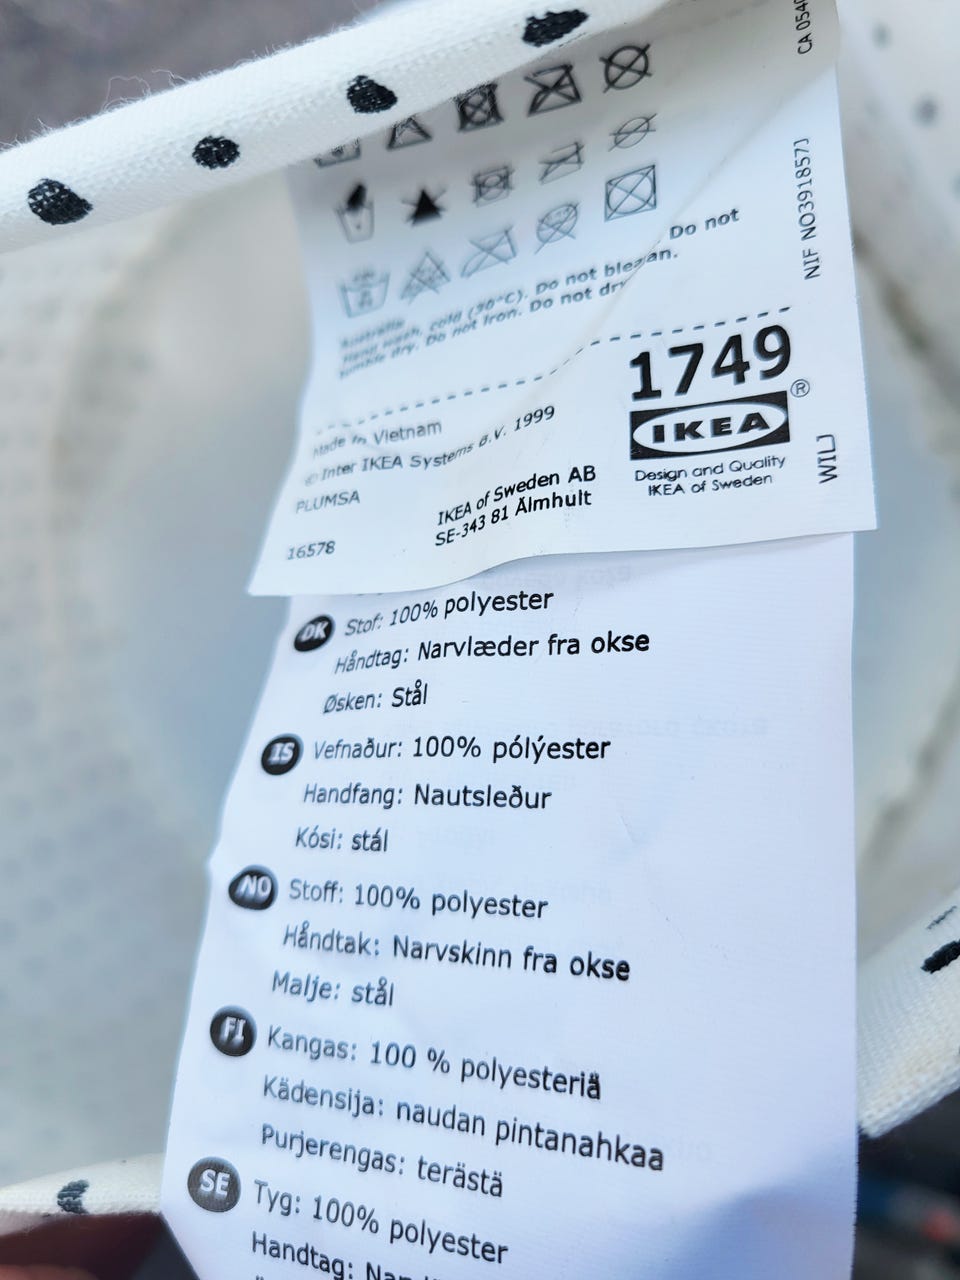 CA 054
NIF NO391857J
Australia
Hand wash, cold (30°C). Do not bleach. Do not
tumble dry. Do not iron. Do not dry
1749
IKEA®
Design and Quality
IKEA of Sweden
WILJ
Made in Vietnam
© Inter IKEA Systems B.V. 1999
PLUMSA
IKEA of Sweden AB
SE-343 81 Älmhult
16578
DK Stof: 100% polyester
Håndtag: Narvlæder fra okse
Øsken: Stål
IS Vefnaður: 100% pólýester
Handfang: Nautsleður
Kósi: stál
NO Stoff: 100% polyester
Håndtak: Narvskinn fra okse
Malje: stål
FI Kangas: 100 % polyesteriä
Kädensija: naudan pintanahkaa
Purjerengas: terästä
SE Tyg: 100% polyester
Handtag: